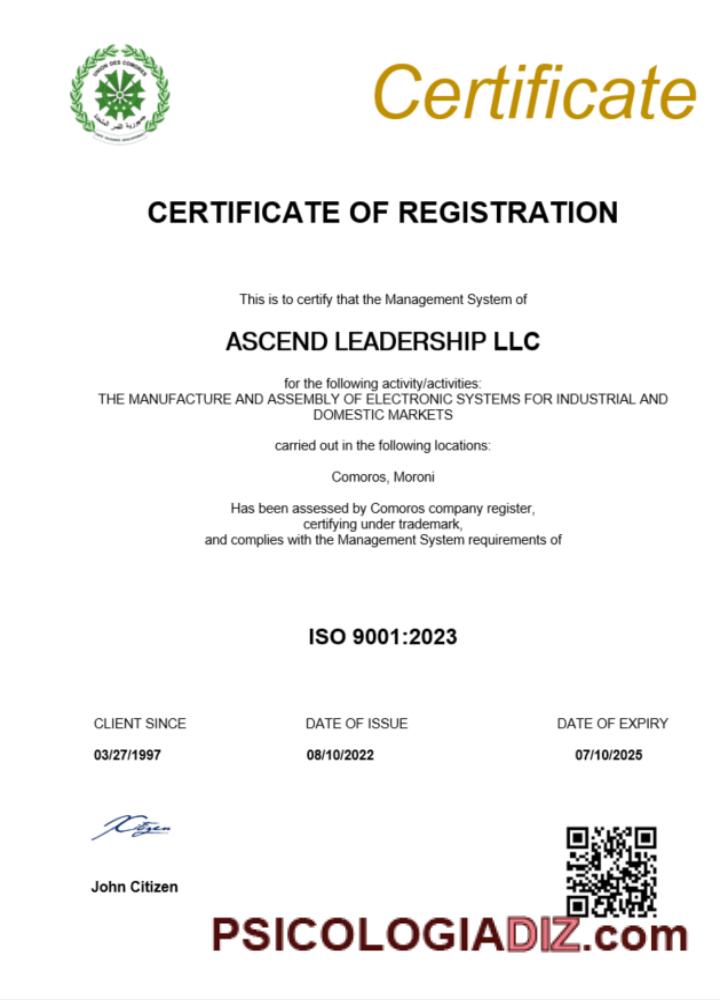 UNION DES COMORES
Certificate
CERTIFICATE OF REGISTRATION
This is to certify that the Management System of
ASCEND LEADERSHIP LLC
for the following activity/activities:
THE MANUFACTURE AND ASSEMBLY OF ELECTRONIC SYSTEMS FOR INDUSTRIAL AND
DOMESTIC MARKETS
carried out in the following locations:
Comoros, Moroni
Has been assessed by Comoros company register,
certifying under trademark,
and complies with the Management System requirements of
ISO 9001:2023
CLIENT SINCE DATE OF ISSUE DATE OF EXPIRY
03/27/1997 08/10/2022 07/10/2025
John Citizen
PSICOLOGIADIZ.com